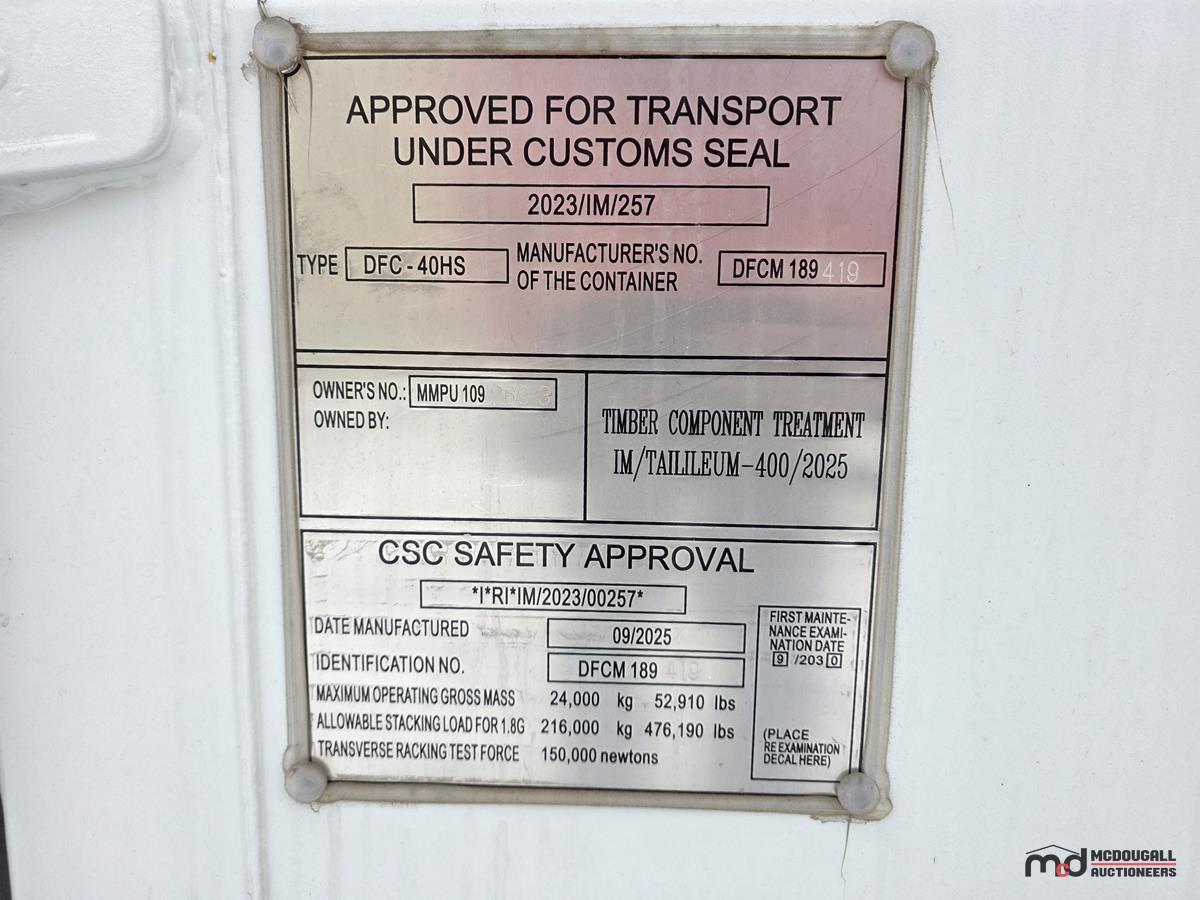 APPROVED FOR TRANSPORT
UNDER CUSTOMS SEAL
2023/IM/257
TYPE DFC - 40HS
MANUFACTURER'S NO.
OF THE CONTAINER
DFCM 189 419
OWNER'S NO.: MMPU 109
OWNED BY:
TIMBER COMPONENT TREATMENT
IM/TAILILEUM-400/2025
CSC SAFETY APPROVAL
*I*RI*IM/2023/00257*
DATE MANUFACTURED 09/2025
IDENTIFICATION NO. DFCM 189 419
MAXIMUM OPERATING GROSS MASS 24,000 kg 52,910 lbs
ALLOWABLE STACKING LOAD FOR 1.8G 216,000 kg 476,190 lbs
TRANSVERSE RACKING TEST FORCE 150,000 newtons
FIRST MAINTE-
NANCE EXAMI-
NATION DATE
9 /2030
(PLACE
RE EXAMINATION
DECAL HERE)
mcd MCDOUGALL
AUCTIONEERS